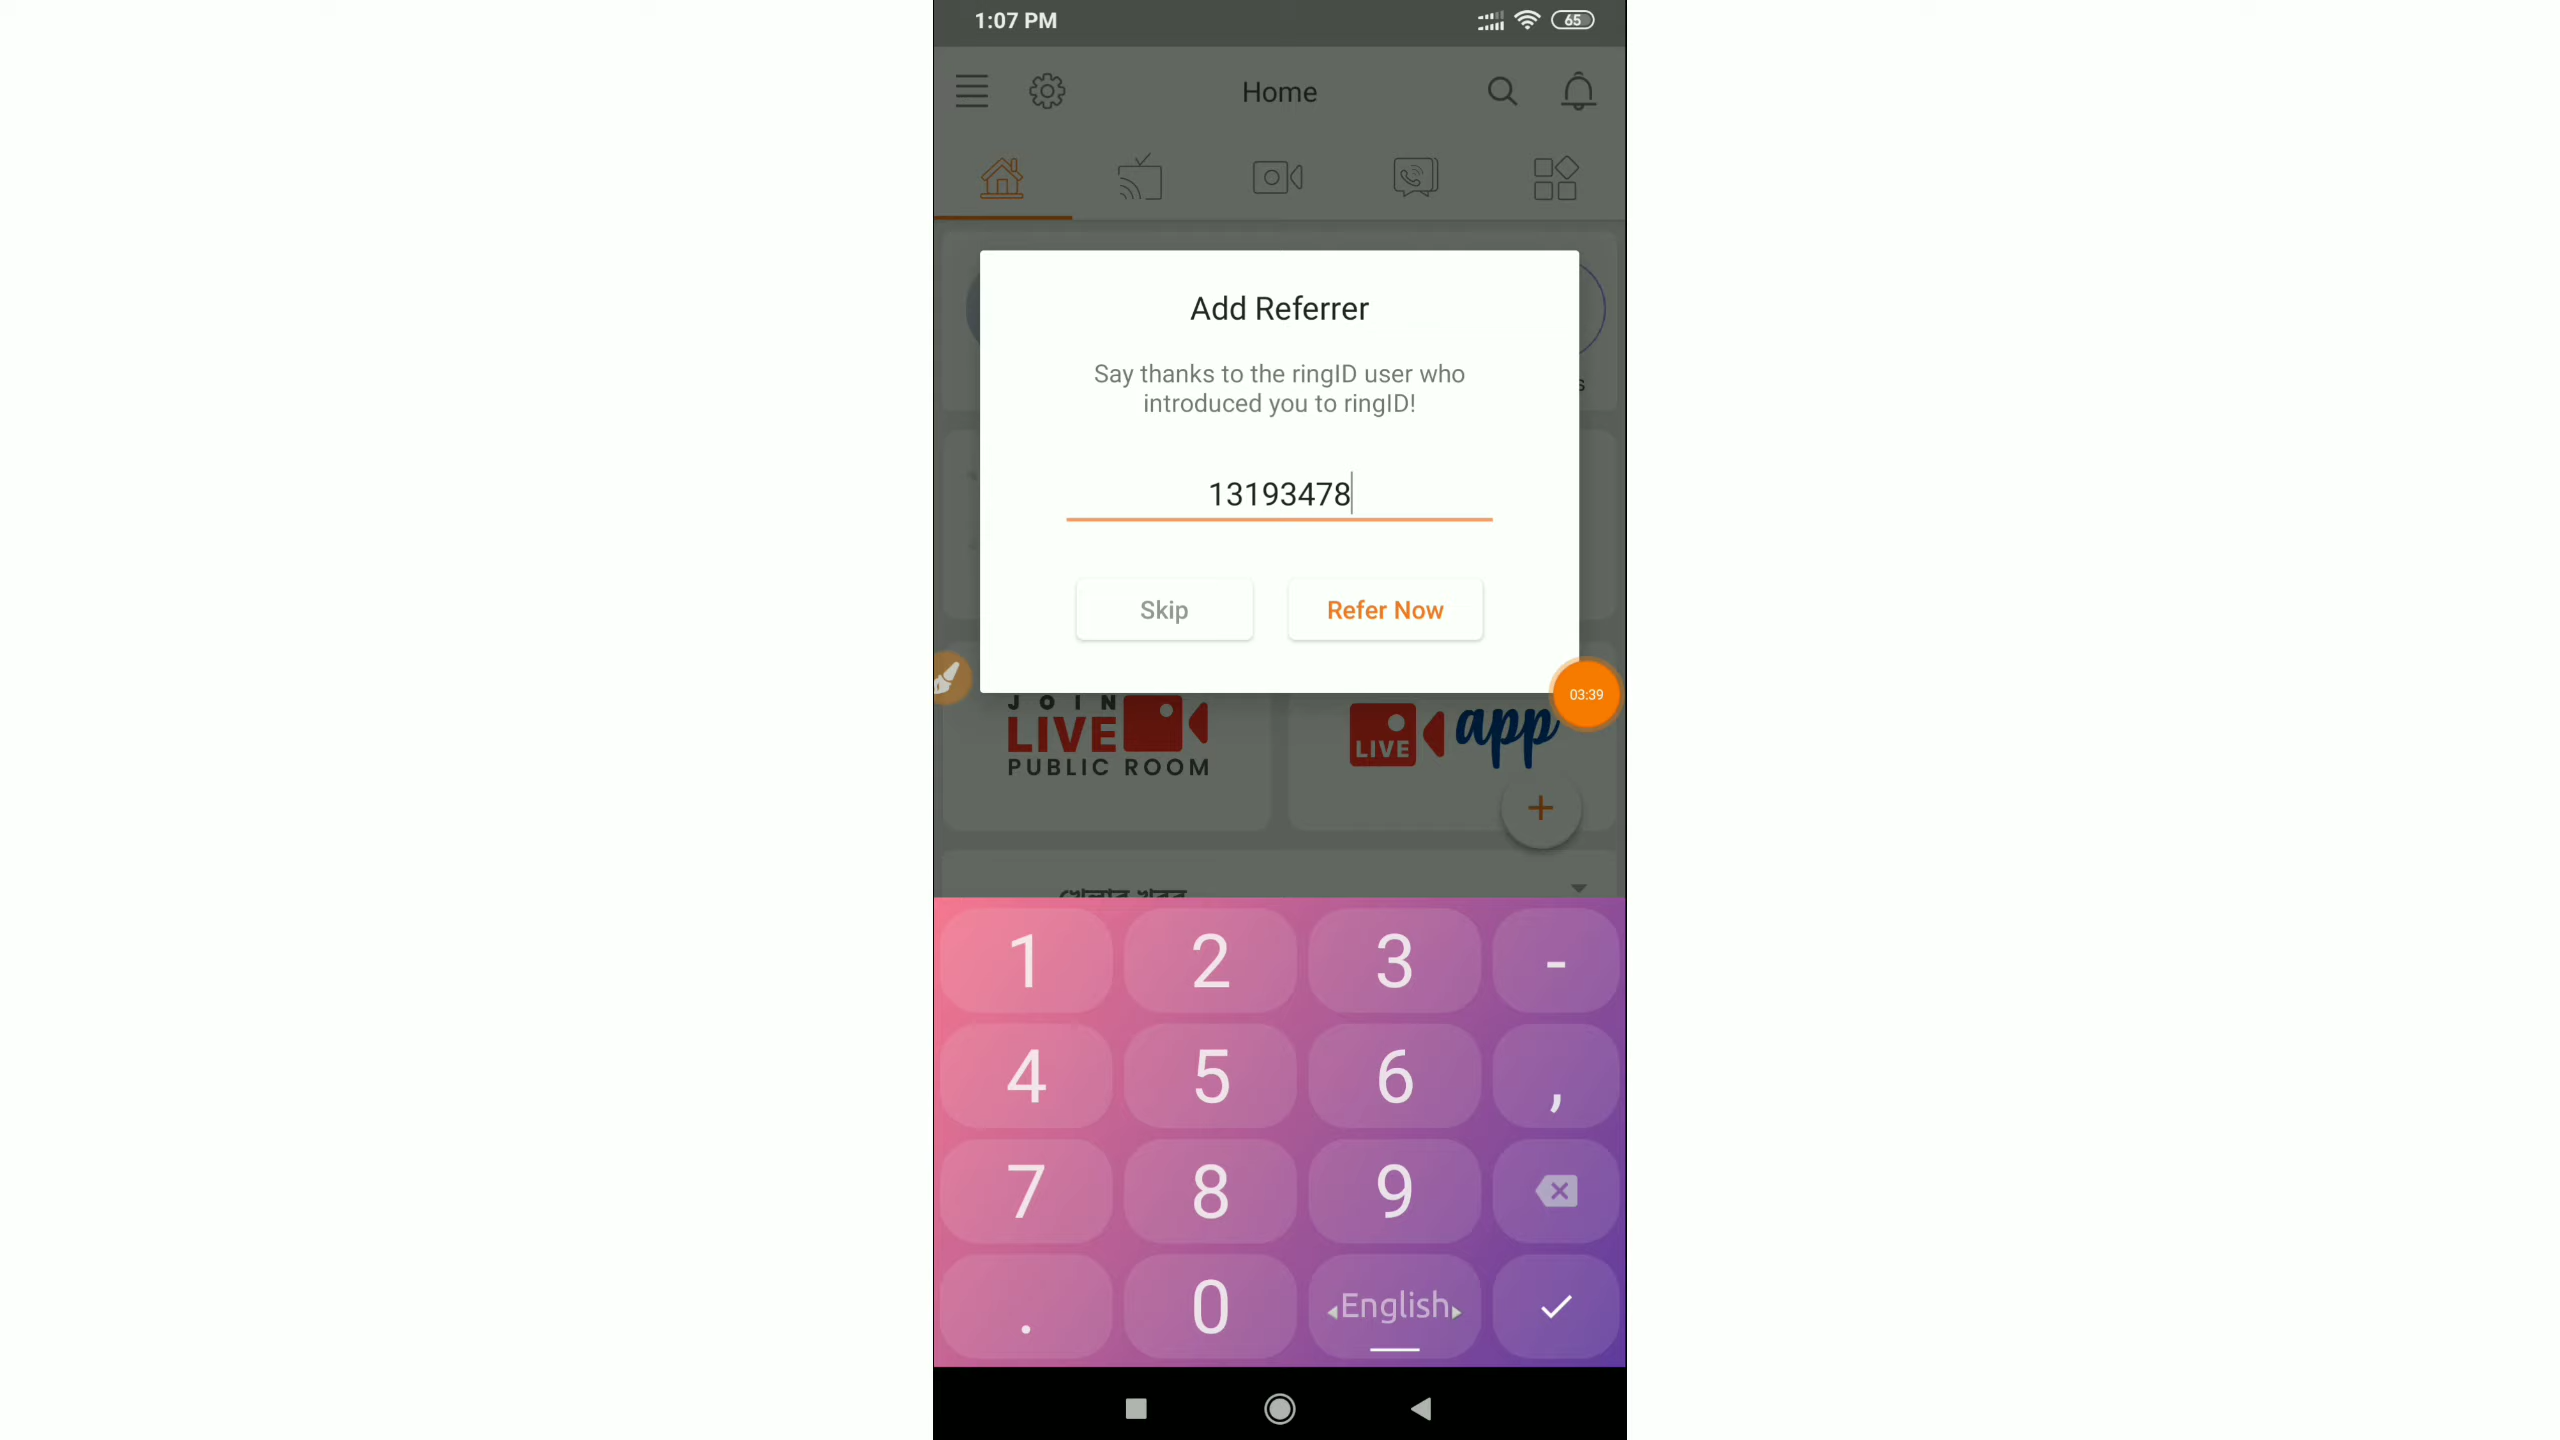 1:07 PM
65
Home
Add Referrer
Say thanks to the ringID user who
introduced you to ringID!
s
13193478
Skip
Refer Now
03:39
JOIN
LIVE
PUBLIC ROOM
LIVE app
+
খেলার খবর
1 2 3 -
4 5 6 ,
7 8 9
. 0 English